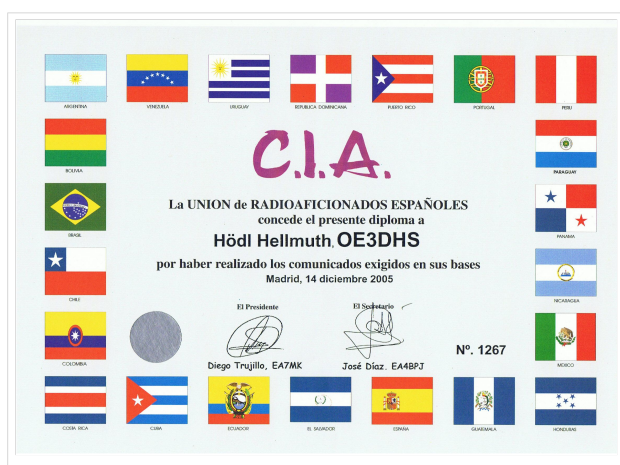 ARGENTINA
VENEZUELA
URUGUAY
REPUBLICA DOMINICANA
PUERTO RICO
PORTUGAL
PERU
BOLIVIA
PARAGUAY
BRASIL
PANAMA
CHILE
NICARAGUA
COLOMBIA
MEXICO
C.I.A.
La UNION de RADIOAFICIONADOS ESPAÑOLES
concede el presente diploma a
Hödl Hellmuth, OE3DHS
por haber realizado los comunicados exigidos en sus bases
Madrid, 14 diciembre 2005
El Presidente
El Secretario
Diego Trujillo, EA7MK
José Díaz. EA4BPJ
Nº. 1267
COSTA RICA
CUBA
ECUADOR
EL SALVADOR
ESPAÑA
GUATEMALA
HONDURAS